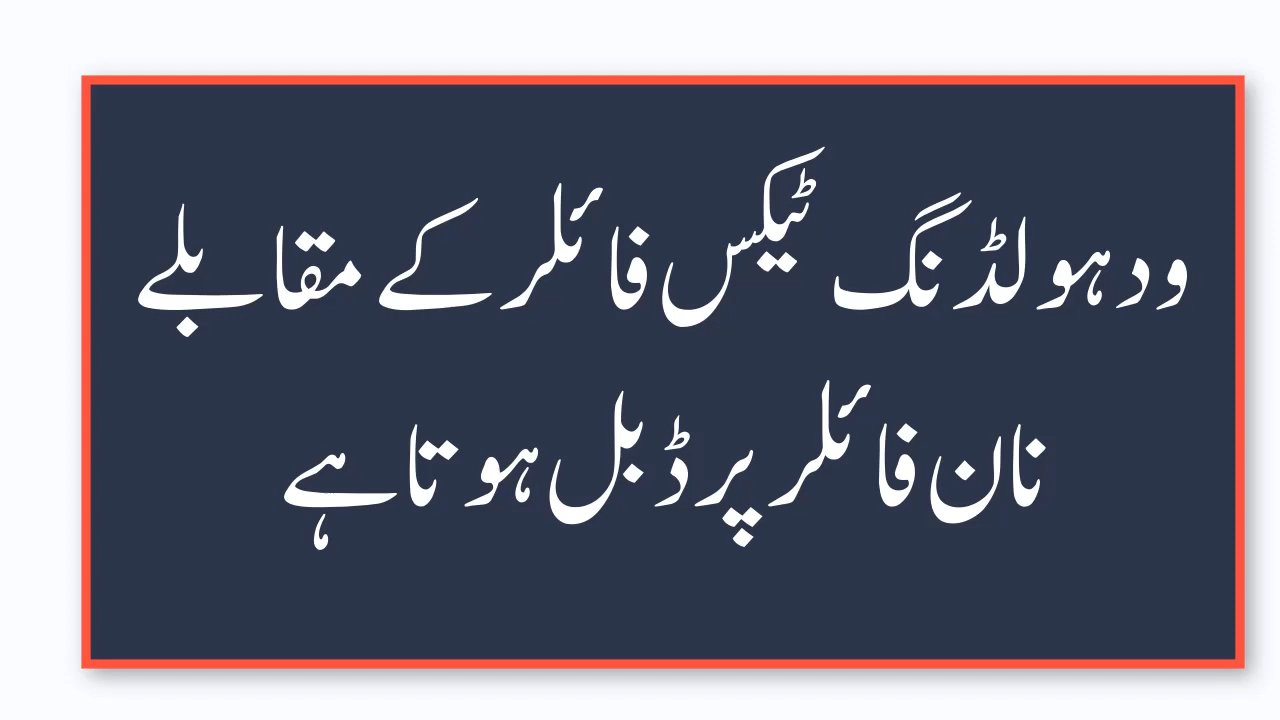 ودہولڈنگ ٹیکس فائلر کے مقابلے
نان فائلر پر ڈبل ہوتا ہے